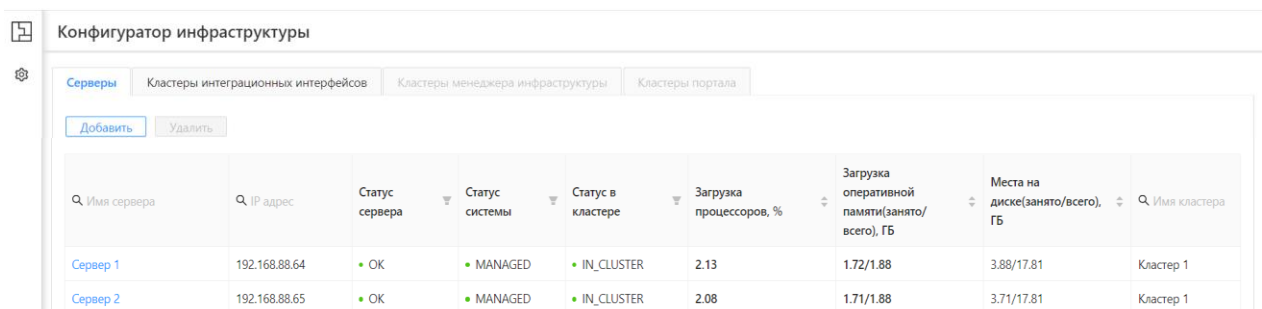 Конфигуратор инфраструктуры
Серверы Кластеры интеграционных интерфейсов Кластеры менеджера инфраструктуры Кластеры портала
Добавить Удалить
Имя сервера IP адрес Статус сервера Статус системы Статус в кластере Загрузка процессоров, % Загрузка оперативной памяти(занято/всего), ГБ Места на диске(занято/всего), ГБ Имя кластера
Сервер 1 192.168.88.64 OK MANAGED IN_CLUSTER 2.13 1.72/1.88 3.88/17.81 Кластер 1
Сервер 2 192.168.88.65 OK MANAGED IN_CLUSTER 2.08 1.71/1.88 3.71/17.81 Кластер 1